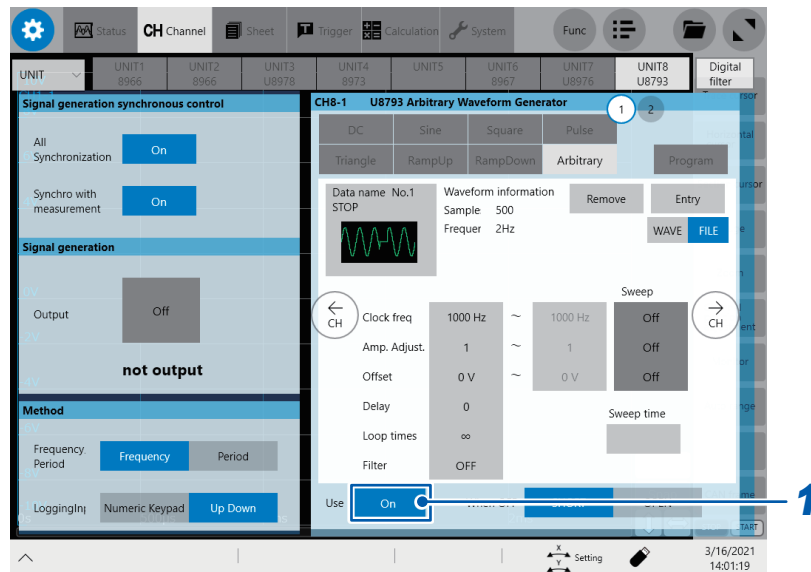 Status CH Channel Sheet Trigger Calculation System Func
UNIT UNIT1 UNIT2 UNIT3 UNIT4 UNIT5 UNIT6 UNIT7 UNIT8 Digital
8966 8966 U8978 8973 8967 U8976 U8793 filter
Signal generation synchronous control
CH8-1 U8793 Arbitrary Waveform Generator 1 2
All
Synchronization On
Synchro with
measurement On
DC Sine Square Pulse
Triangle RampUp RampDown Arbitrary Program
Data name No.1 Waveform information Remove Entry
STOP Sample 500
Frequer 2Hz WAVE FILE
Signal generation
Output Off
not output
Sweep
CH CH
Clock freq 1000 Hz ~ 1000 Hz Off
Amp. Adjust. 1 ~ 1 Off
Offset 0 V ~ 0 V Off
Delay 0
Sweep time
Loop times ∞
Filter OFF
Method
Frequency
Period Frequency Period
LoggingInp Numeric Keypad Up Down
Use On 1
X
Y Setting
3/16/2021
14:01:19